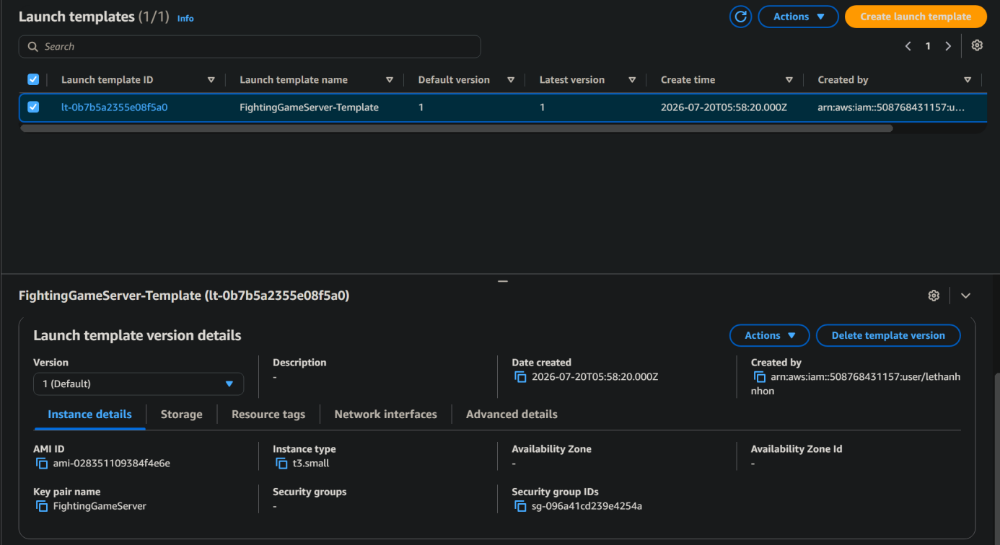 Launch templates (1/1) Info
Actions
Create launch template
Search
1
Launch template ID
Launch template name
Default version
Latest version
Create time
Created by
lt-0b7b5a2355e08f5a0
FightingGameServer-Template
1
1
2026-07-20T05:58:20.000Z
arn:aws:iam::508768431157:u...
FightingGameServer-Template (lt-0b7b5a2355e08f5a0)
Launch template version details
Actions
Delete template version
Version
1 (Default)
Description
-
Date created
2026-07-20T05:58:20.000Z
Created by
arn:aws:iam::508768431157:user/lethanh
nhon
Instance details
Storage
Resource tags
Network interfaces
Advanced details
AMI ID
ami-028351109384f4e6e
Instance type
t3.small
Availability Zone
-
Availability Zone Id
-
Key pair name
FightingGameServer
Security groups
-
Security group IDs
sg-096a41cd239e4254a